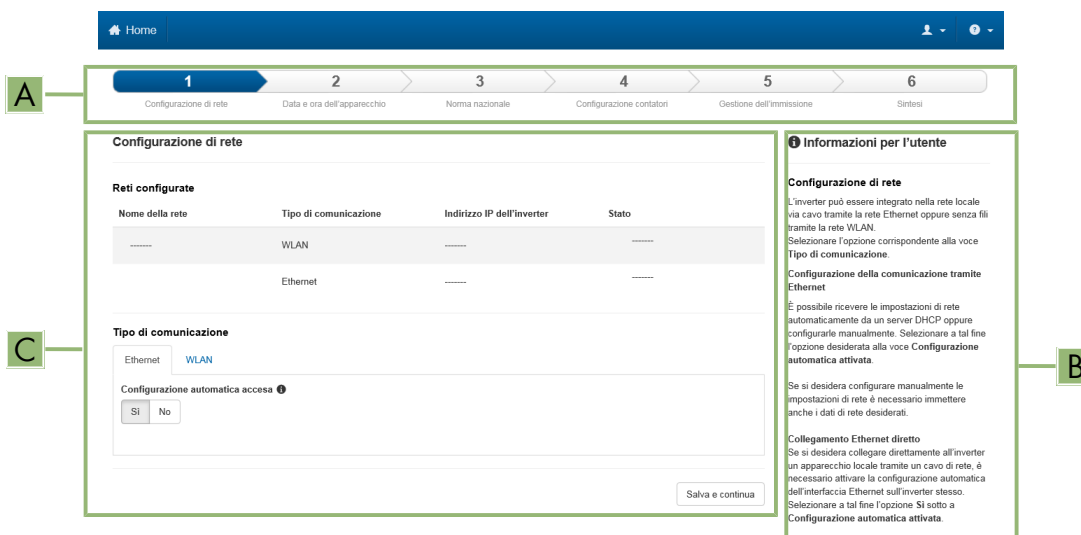 Home
A
1 2 3 4 5 6
Configurazione di rete Data e ora dell'apparecchio Norma nazionale Configurazione contatori Gestione dell'immissione Sintesi
C
Configurazione di rete
Reti configurate
Nome della rete Tipo di comunicazione Indirizzo IP dell'inverter Stato
------- WLAN ------- -------
Ethernet ------- -------
Tipo di comunicazione
Ethernet WLAN
Configurazione automatica accesa
Sì No
Salva e continua
B
Informazioni per l'utente
Configurazione di rete
L'inverter può essere integrato nella rete locale
via cavo tramite la rete Ethernet oppure senza fili
tramite la rete WLAN.
Selezionare l'opzione corrispondente alla voce
Tipo di comunicazione.
Configurazione della comunicazione tramite
Ethernet
È possibile ricevere le impostazioni di rete
automaticamente da un server DHCP oppure
configurarle manualmente. Selezionare a tal fine
l'opzione desiderata alla voce Configurazione
automatica attivata.
Se si desidera configurare manualmente le
impostazioni di rete è necessario immettere
anche i dati di rete desiderati.
Collegamento Ethernet diretto
Se si desidera collegare direttamente all'inverter
un apparecchio locale tramite un cavo di rete, è
necessario attivare la configurazione automatica
dell'interfaccia Ethernet sull'inverter stesso.
Selezionare a tal fine l'opzione Sì sotto a
Configurazione automatica attivata.